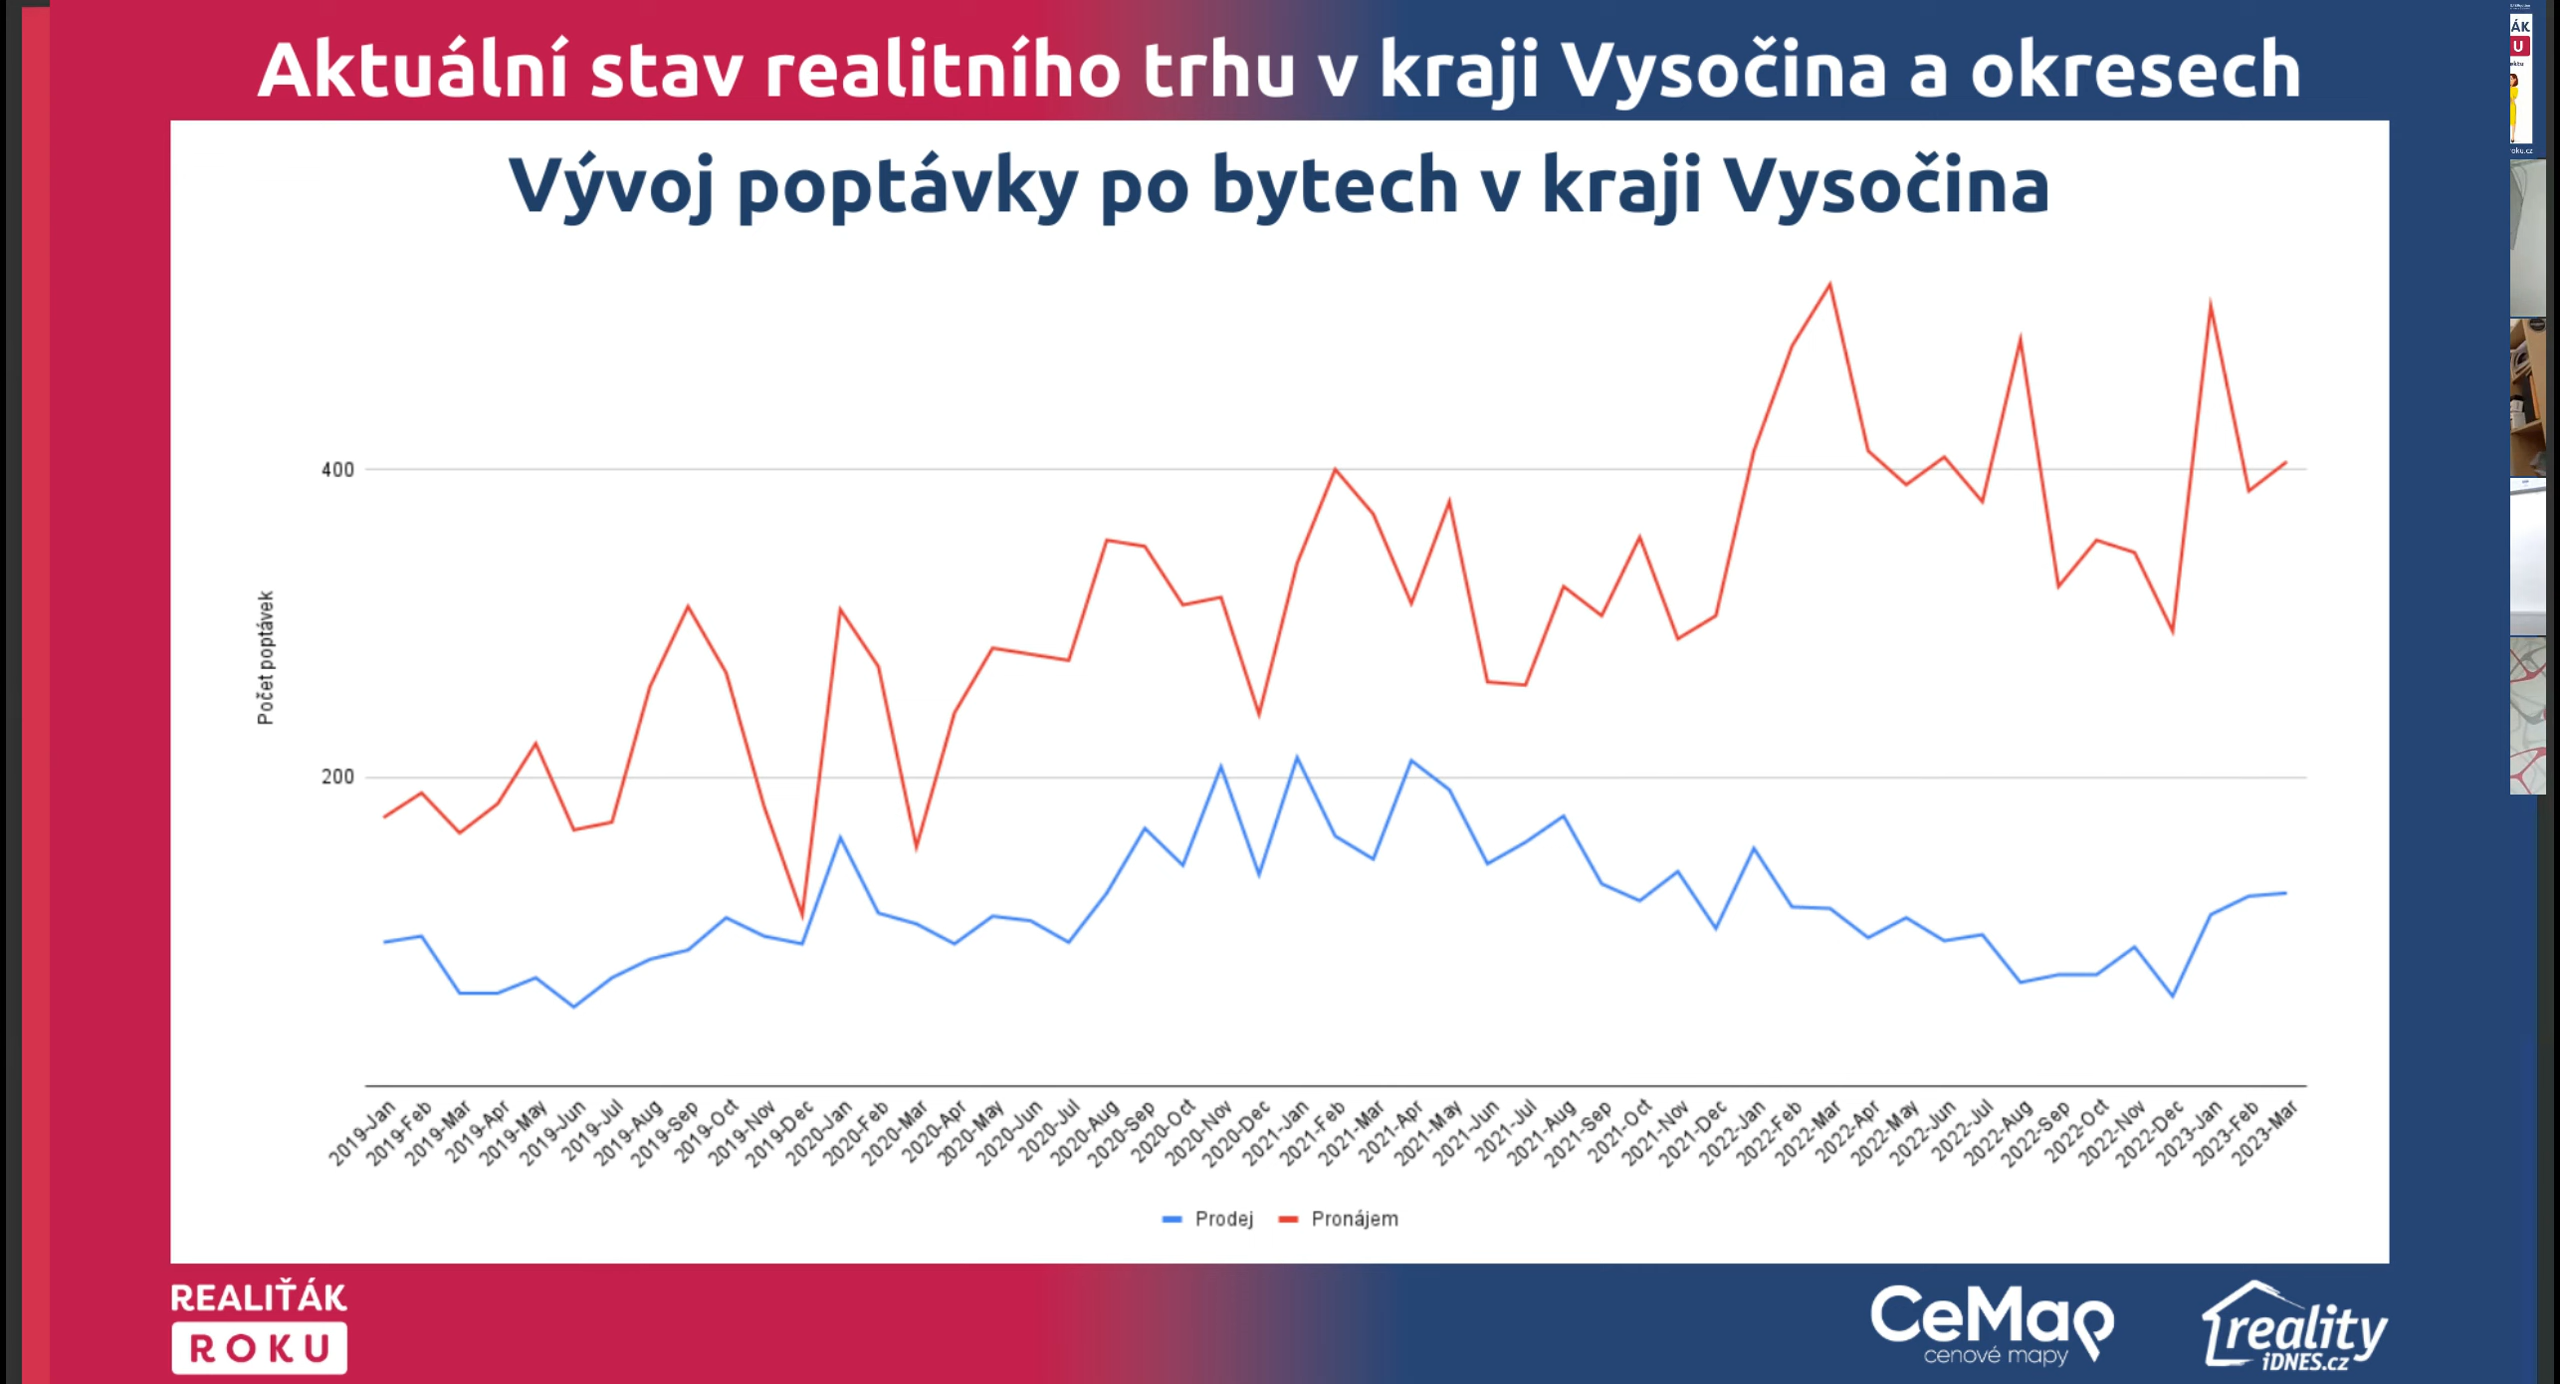 Aktuální stav realitního trhu v kraji Vysočina a okresech
Vývoj poptávky po bytech v kraji Vysočina
Počet poptávek
400
200
2019-Jan
2019-Feb
2019-Mar
2019-Apr
2019-May
2019-Jun
2019-Jul
2019-Aug
2019-Sep
2019-Oct
2019-Nov
2019-Dec
2020-Jan
2020-Feb
2020-Mar
2020-Apr
2020-May
2020-Jun
2020-Jul
2020-Aug
2020-Sep
2020-Oct
2020-Nov
2020-Dec
2021-Jan
2021-Feb
2021-Mar
2021-Apr
2021-May
2021-Jun
2021-Jul
2021-Aug
2021-Sep
2021-Oct
2021-Nov
2021-Dec
2022-Jan
2022-Feb
2022-Mar
2022-Apr
2022-May
2022-Jun
2022-Jul
2022-Aug
2022-Sep
2022-Oct
2022-Nov
2022-Dec
2023-Jan
2023-Feb
2023-Mar
Prodej Pronájem
REALIŤÁK
ROKU
CeMap
cenové mapy
reality
iDNES.cz
ÁK
U
oku.cz